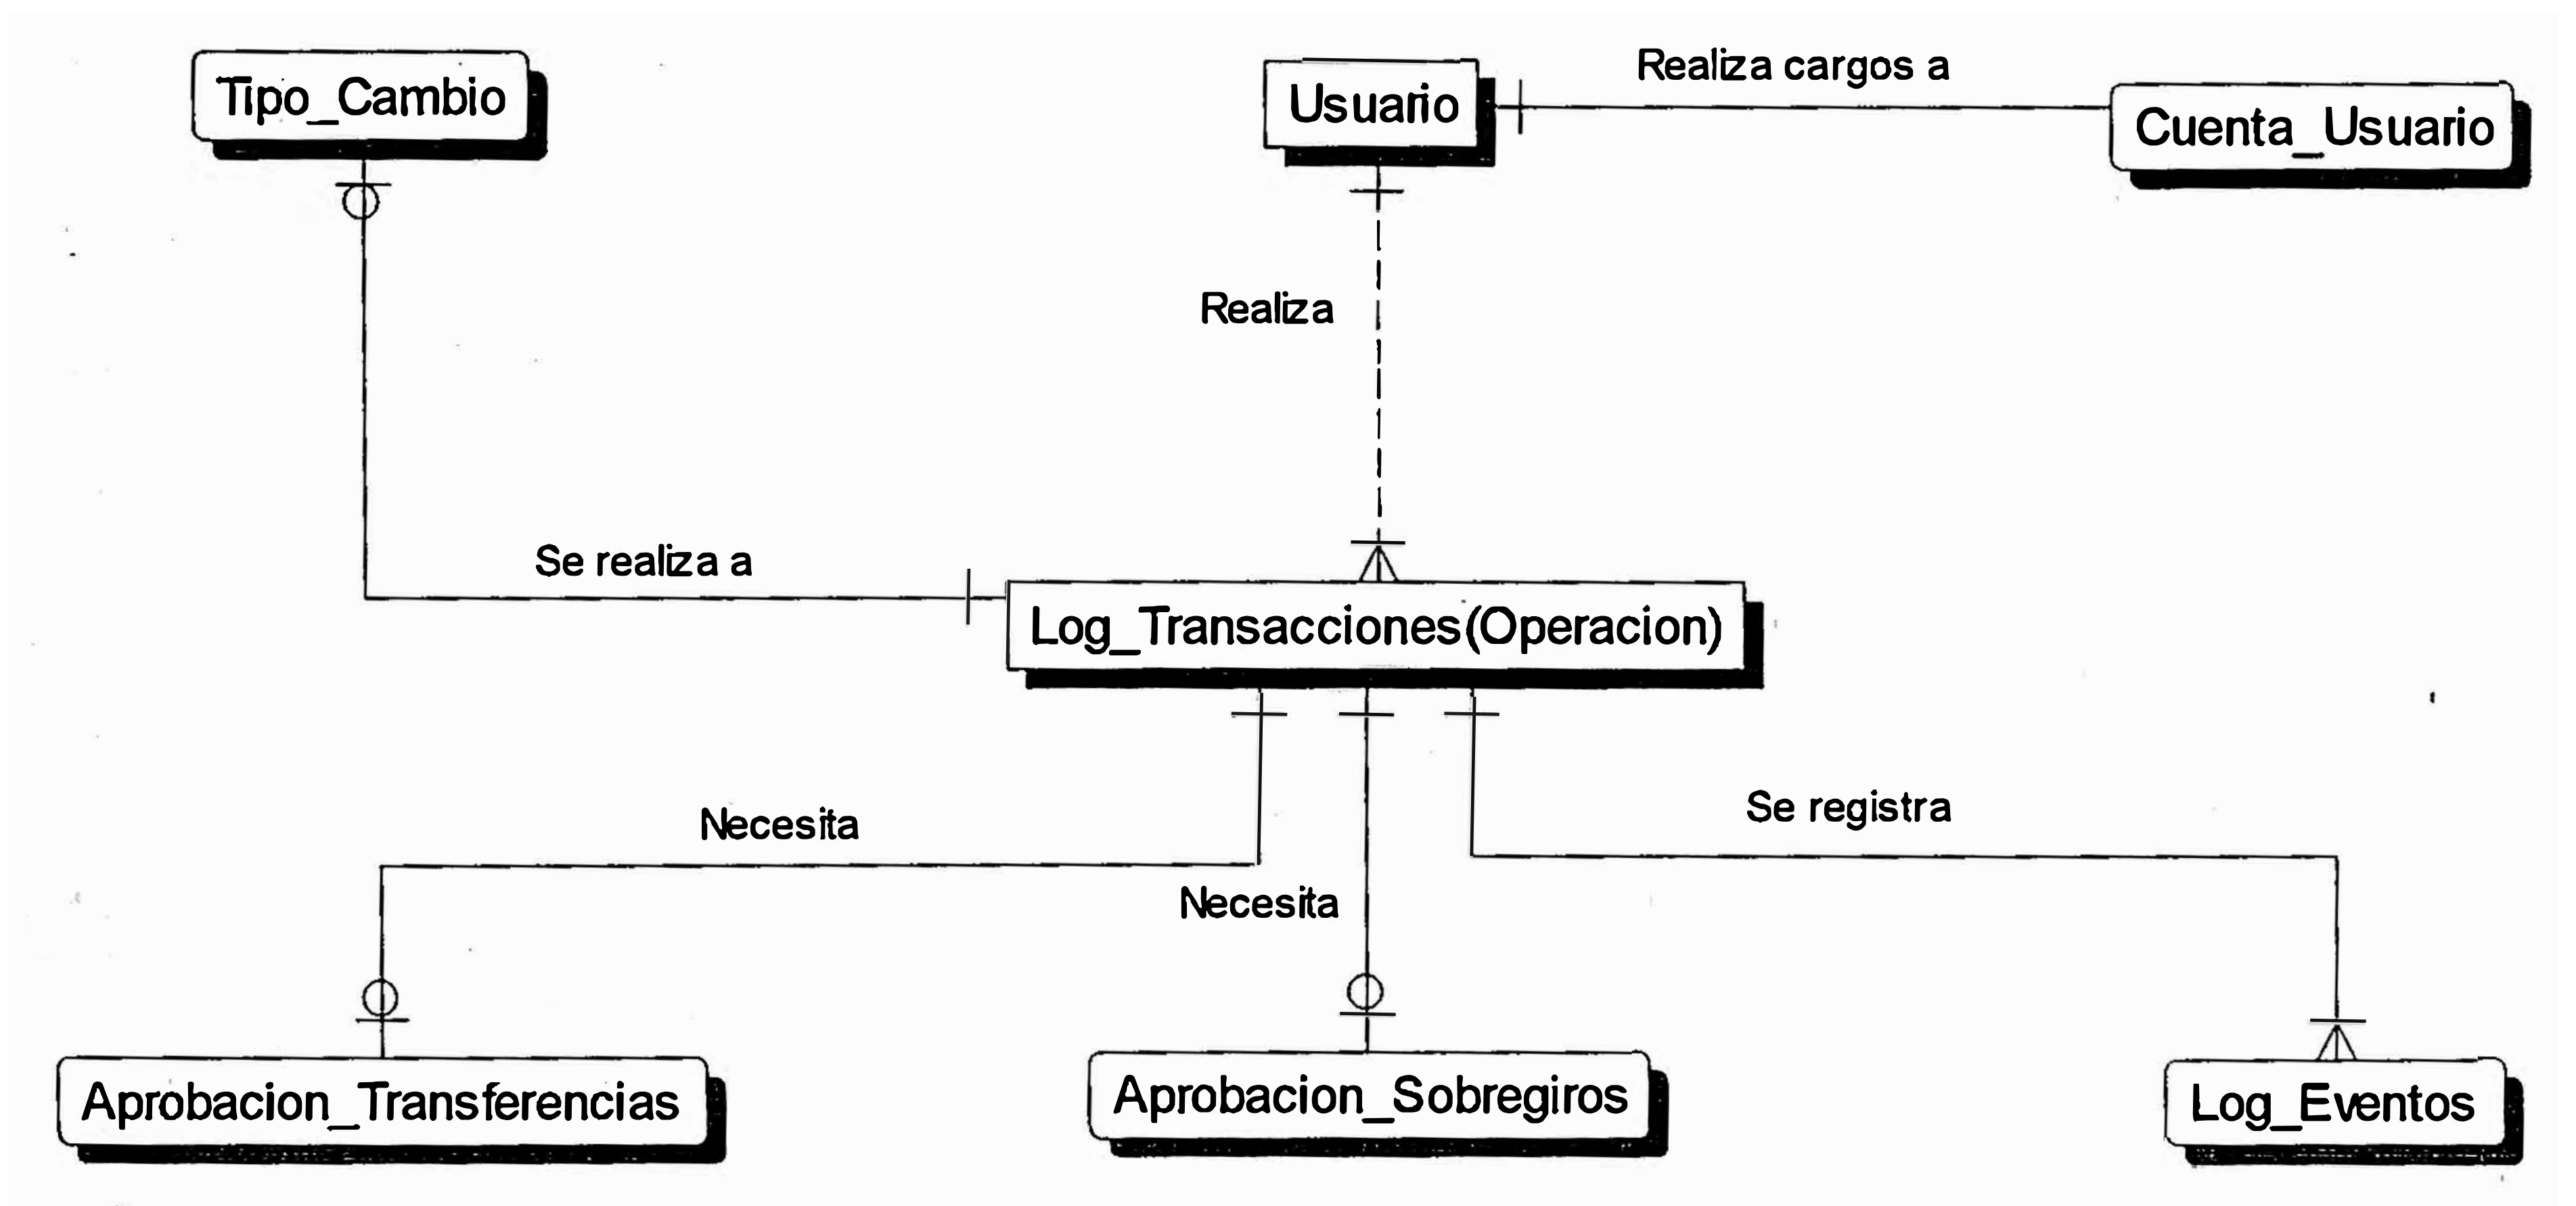 Tipo_Cambio
Usuario
Realiza cargos a
Cuenta_Usuario
Realiza
Se realiza a
Log_Transacciones(Operacion)
Necesita
Se registra
Necesita
Aprobacion_Transferencias
Aprobacion_Sobregiros
Log_Eventos